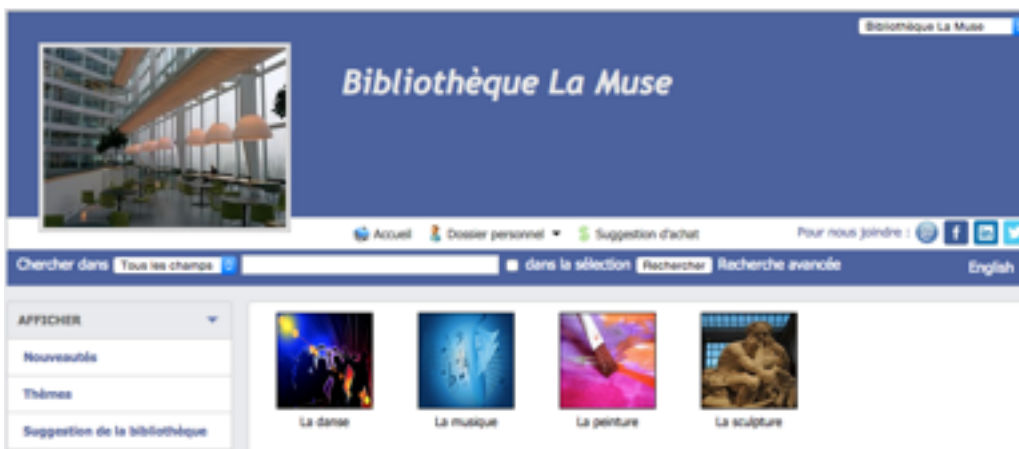 Bibliothèque La Muse
Bibliothèque La Muse
Accueil Dossier personnel Suggestion d'achat Pour nous joindre :
Chercher dans Tous les champs dans la sélection Rechercher Recherche avancée English
AFFICHER
Nouveautés
Thèmes
Suggestion de la bibliothèque
La danse La musique La peinture La sculpture